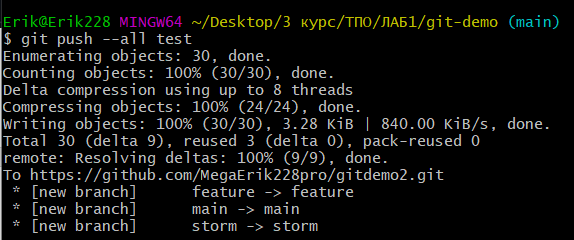 Erik@Erik228 MINGW64 ~/Desktop/3 курс/ТПО/ЛАБ1/git-demo (main)
$ git push --all test
Enumerating objects: 30, done.
Counting objects: 100% (30/30), done.
Delta compression using up to 8 threads
Compressing objects: 100% (24/24), done.
Writing objects: 100% (30/30), 3.28 KiB | 840.00 KiB/s, done.
Total 30 (delta 9), reused 3 (delta 0), pack-reused 0
remote: Resolving deltas: 100% (9/9), done.
To https://github.com/MegaErik228pro/gitdemo2.git
 * [new branch]      feature -> feature
 * [new branch]      main -> main
 * [new branch]      storm -> storm